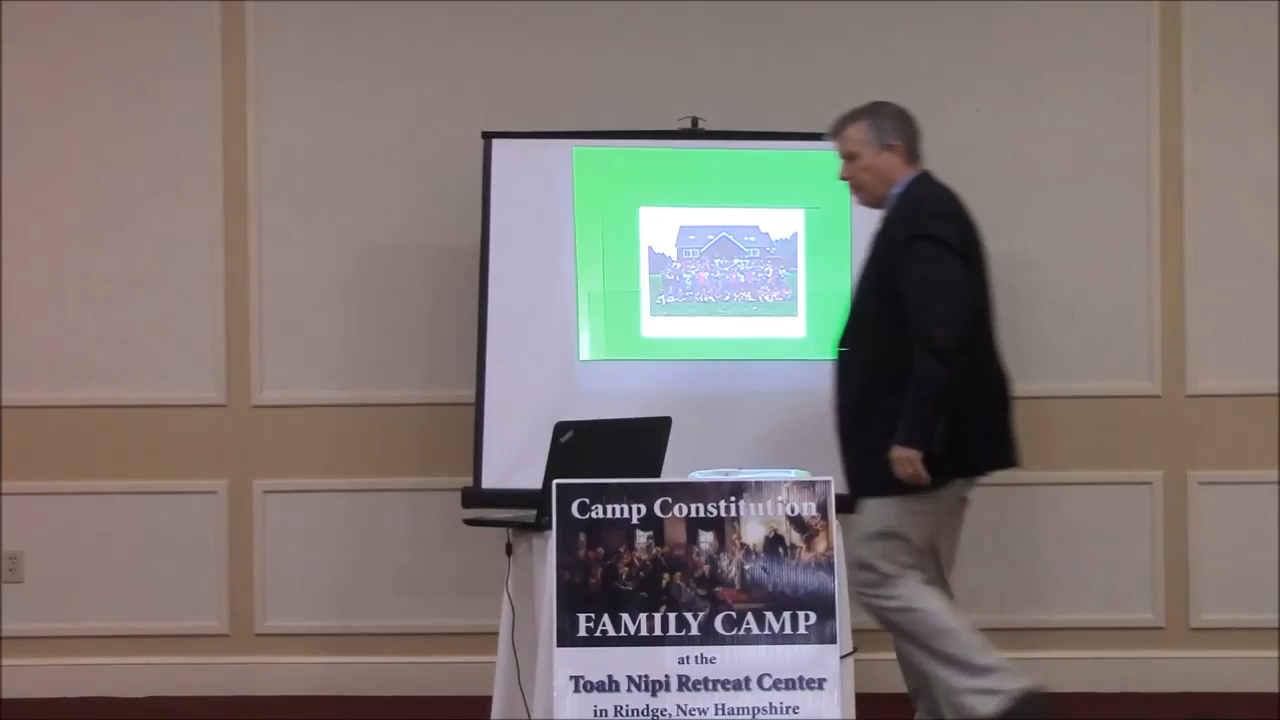 Camp Constitution
FAMILY CAMP
at the
Toah Nipi Retreat Center
in Rindge, New Hampshire